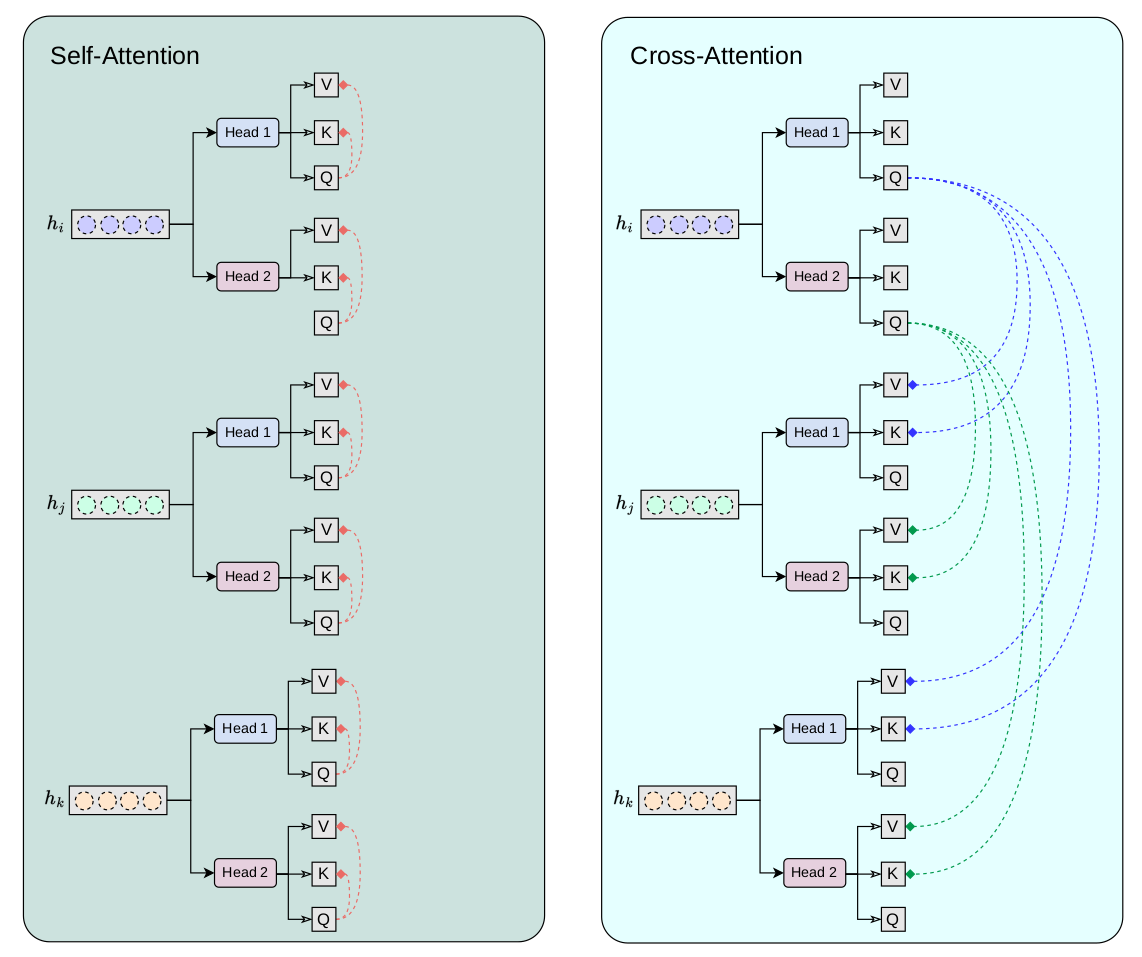 Self-Attention
V
Head 1
K
Q
h_i
V
Head 2
K
Q
V
Head 1
K
Q
h_j
V
Head 2
K
Q
V
Head 1
K
Q
h_k
V
Head 2
K
Q
Cross-Attention
V
Head 1
K
Q
h_i
V
Head 2
K
Q
V
Head 1
K
Q
h_j
V
Head 2
K
Q
V
Head 1
K
Q
h_k
V
Head 2
K
Q